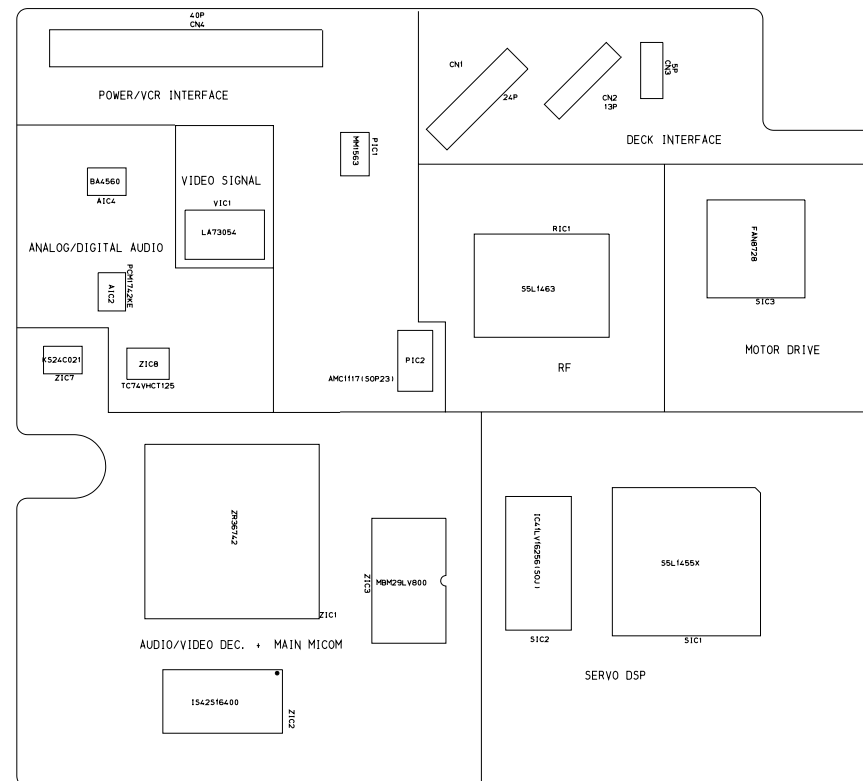 40P
CN4
POWER/VCR INTERFACE
CN1
24P
CN2
13P
5P
CN3
DECK INTERFACE
MM1563
PIC1
BA4560
AIC4
VIDEO SIGNAL
VIC1
LA73054
ANALOG/DIGITAL AUDIO
AIC2
PCM1742KE
RIC1
S5L1463
RF
FAN8728
SIC3
MOTOR DRIVE
KS24C021
ZIC7
ZIC8
TC74VHCT125
PIC2
AMC1117(SOP23)
ZR36742
ZIC1
ZIC3
MBM29LV800
AUDIO/VIDEO DEC. + MAIN MICOM
IS42S16400
ZIC2
IC41LV16256(SOJ)
SIC2
S5L1455X
SIC1
SERVO DSP